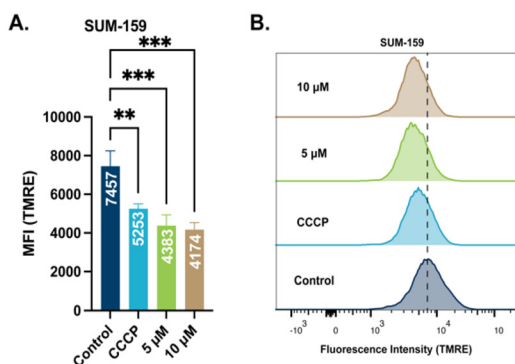 A.
SUM-159
***
***
**
MFI (TMRE)
10000
8000
6000
4000
2000
0
7457
5253
4383
4174
Control
CCCP
5 µM
10 µM
B.
SUM-159
10 µM
5 µM
CCCP
Control
-10³ 0 10³ 10⁴ 10⁵
Fluorescence Intensity (TMRE)